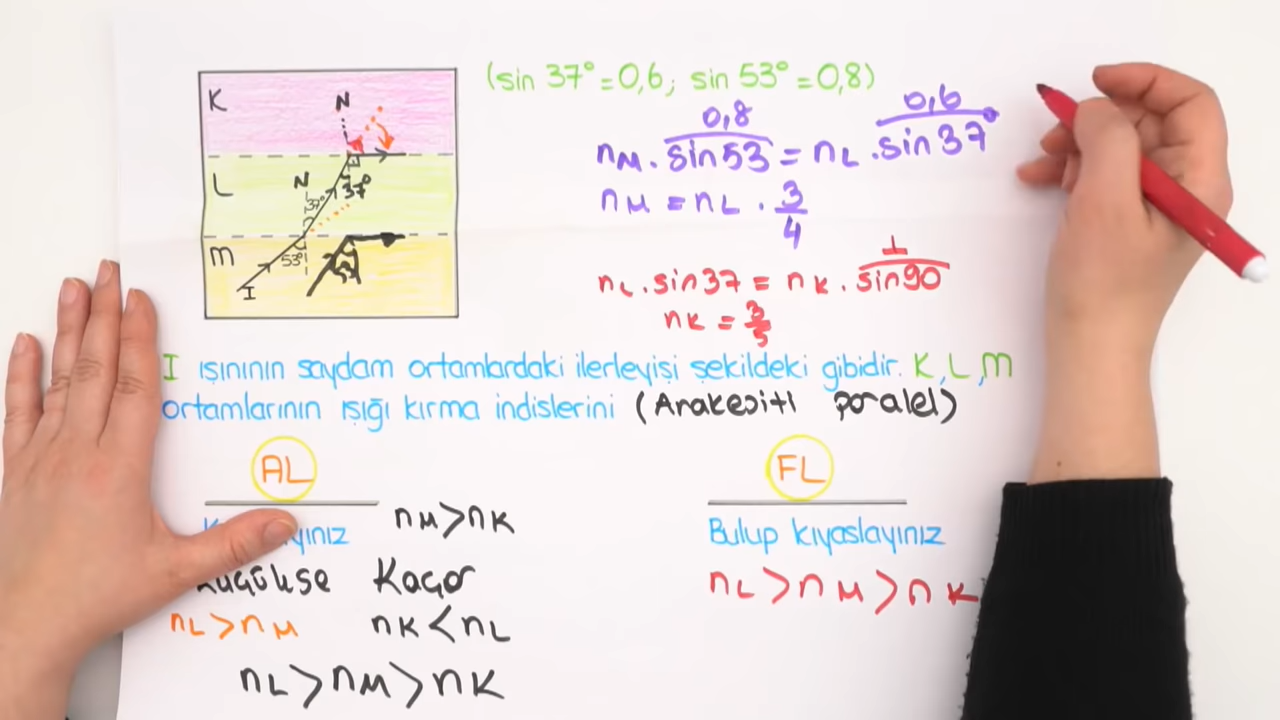 (sin 37° = 0,6; sin 53° = 0,8)
K
N
L
N
37°
37°
M
53°
53
I
0,8 0,6
nM . sin53 = nL . sin37°
nM = nL . 3/4
1
nL . sin37 = nK . sin90
nK = 3/5
I ışınının saydam ortamlardaki ilerleyişi şekildeki gibidir. K, L, M
ortamlarının ışığı kırma indislerini (Arakesiti paralel)
AL
nM > nK
Kaçar
nL > nM nK < nL
nL > nM > nK
FL
Bulup kıyaslayınız
nL > nM > nK